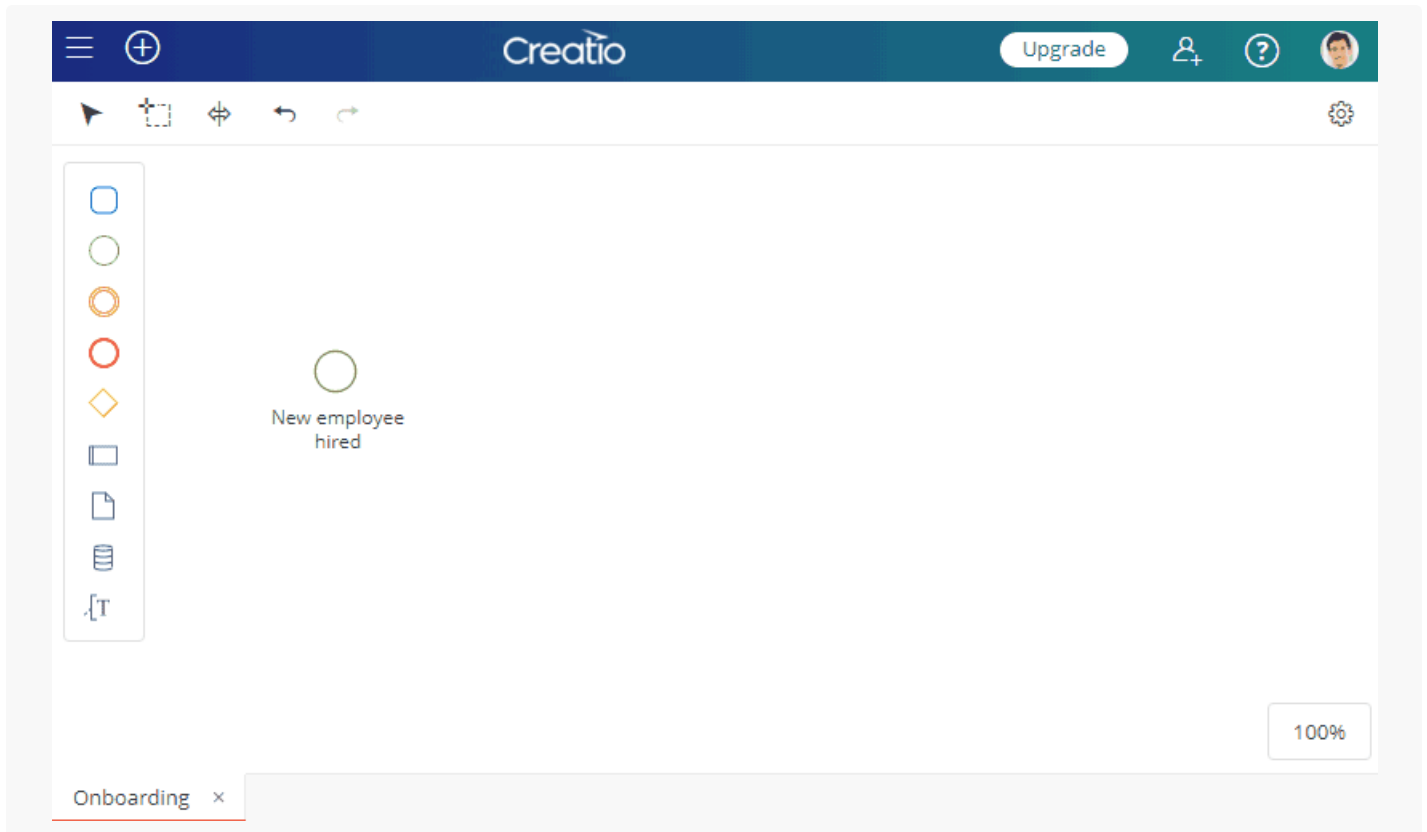 Creatio
Upgrade
?
T
New employee
hired
100%
Onboarding ×